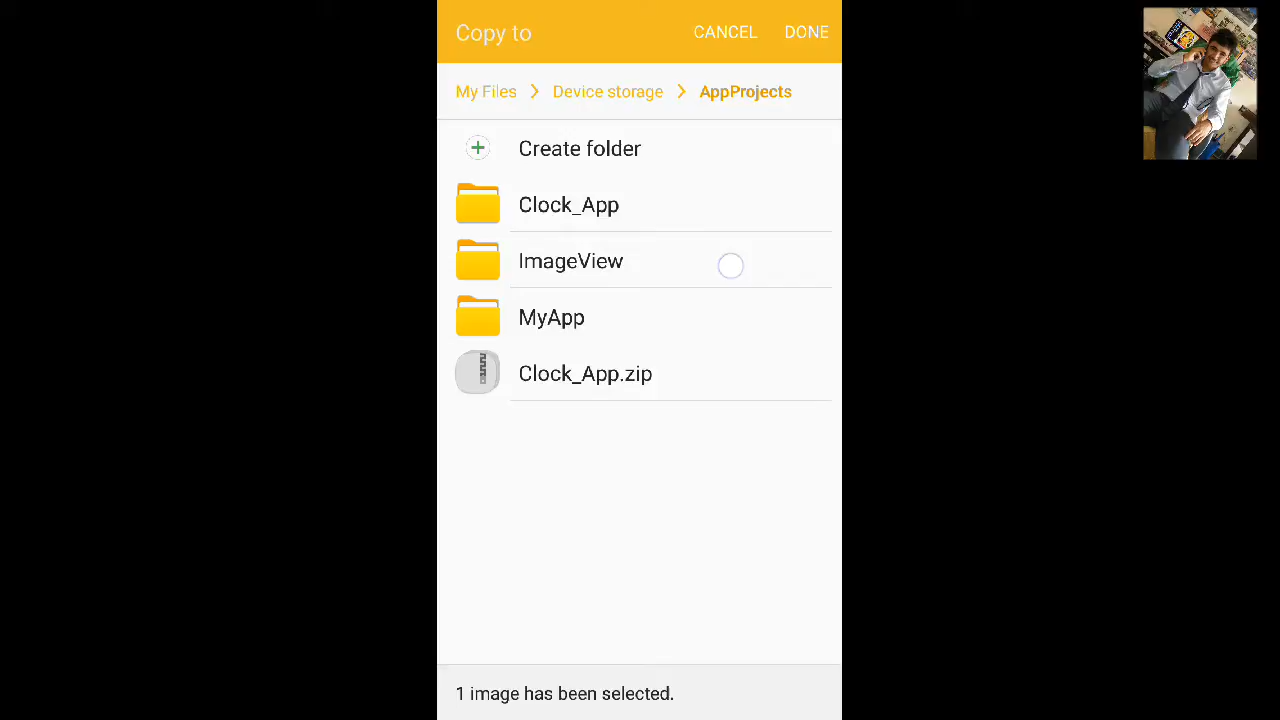 Copy to
CANCEL
DONE
My Files
Device storage
AppProjects
Create folder
Clock_App
ImageView
MyApp
Clock_App.zip
1 image has been selected.